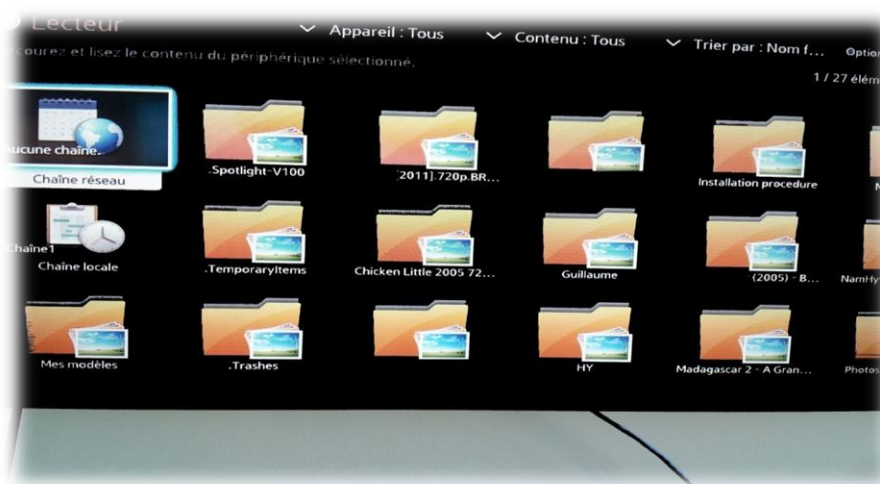 Lecteur
Appareil : Tous
Contenu : Tous
Trier par : Nom f...
Option
courez et lisez le contenu du périphérique sélectionné.
1 / 27 élém
Aucune chaîne.
Chaîne réseau
.Spotlight-V100
[2011].720p.BR...
Installation procedure
N
Chaîne1
Chaîne locale
.TemporaryItems
Chicken Little 2005 72...
Guillaume
(2005) - B...
NamHy
Mes modèles
.Trashes
HY
Madagascar 2 - A Gran...
Photos